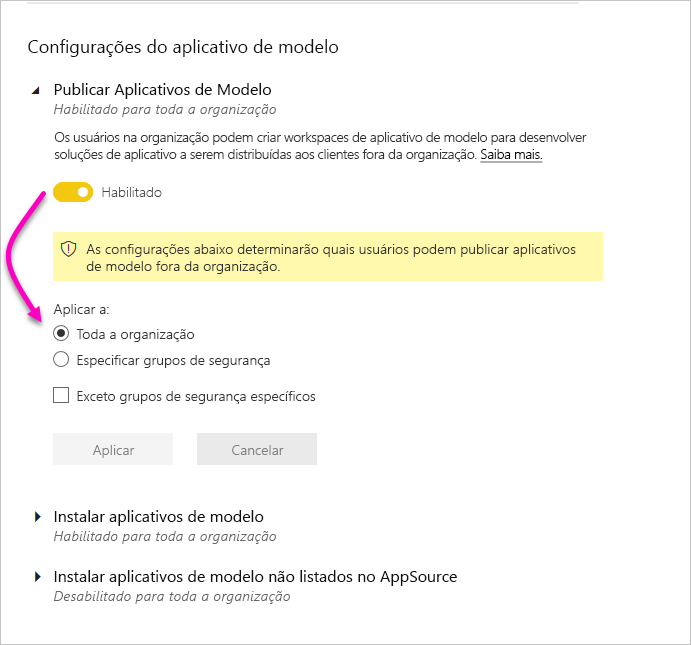 Configurações do aplicativo de modelo
Publicar Aplicativos de Modelo
Habilitado para toda a organização
Os usuários na organização podem criar workspaces de aplicativo de modelo para desenvolver
soluções de aplicativo a serem distribuídas aos clientes fora da organização. Saiba mais.
Habilitado
As configurações abaixo determinarão quais usuários podem publicar aplicativos
de modelo fora da organização.
Aplicar a:
Toda a organização
Especificar grupos de segurança
Exceto grupos de segurança específicos
Aplicar
Cancelar
Instalar aplicativos de modelo
Habilitado para toda a organização
Instalar aplicativos de modelo não listados no AppSource
Desabilitado para toda a organização